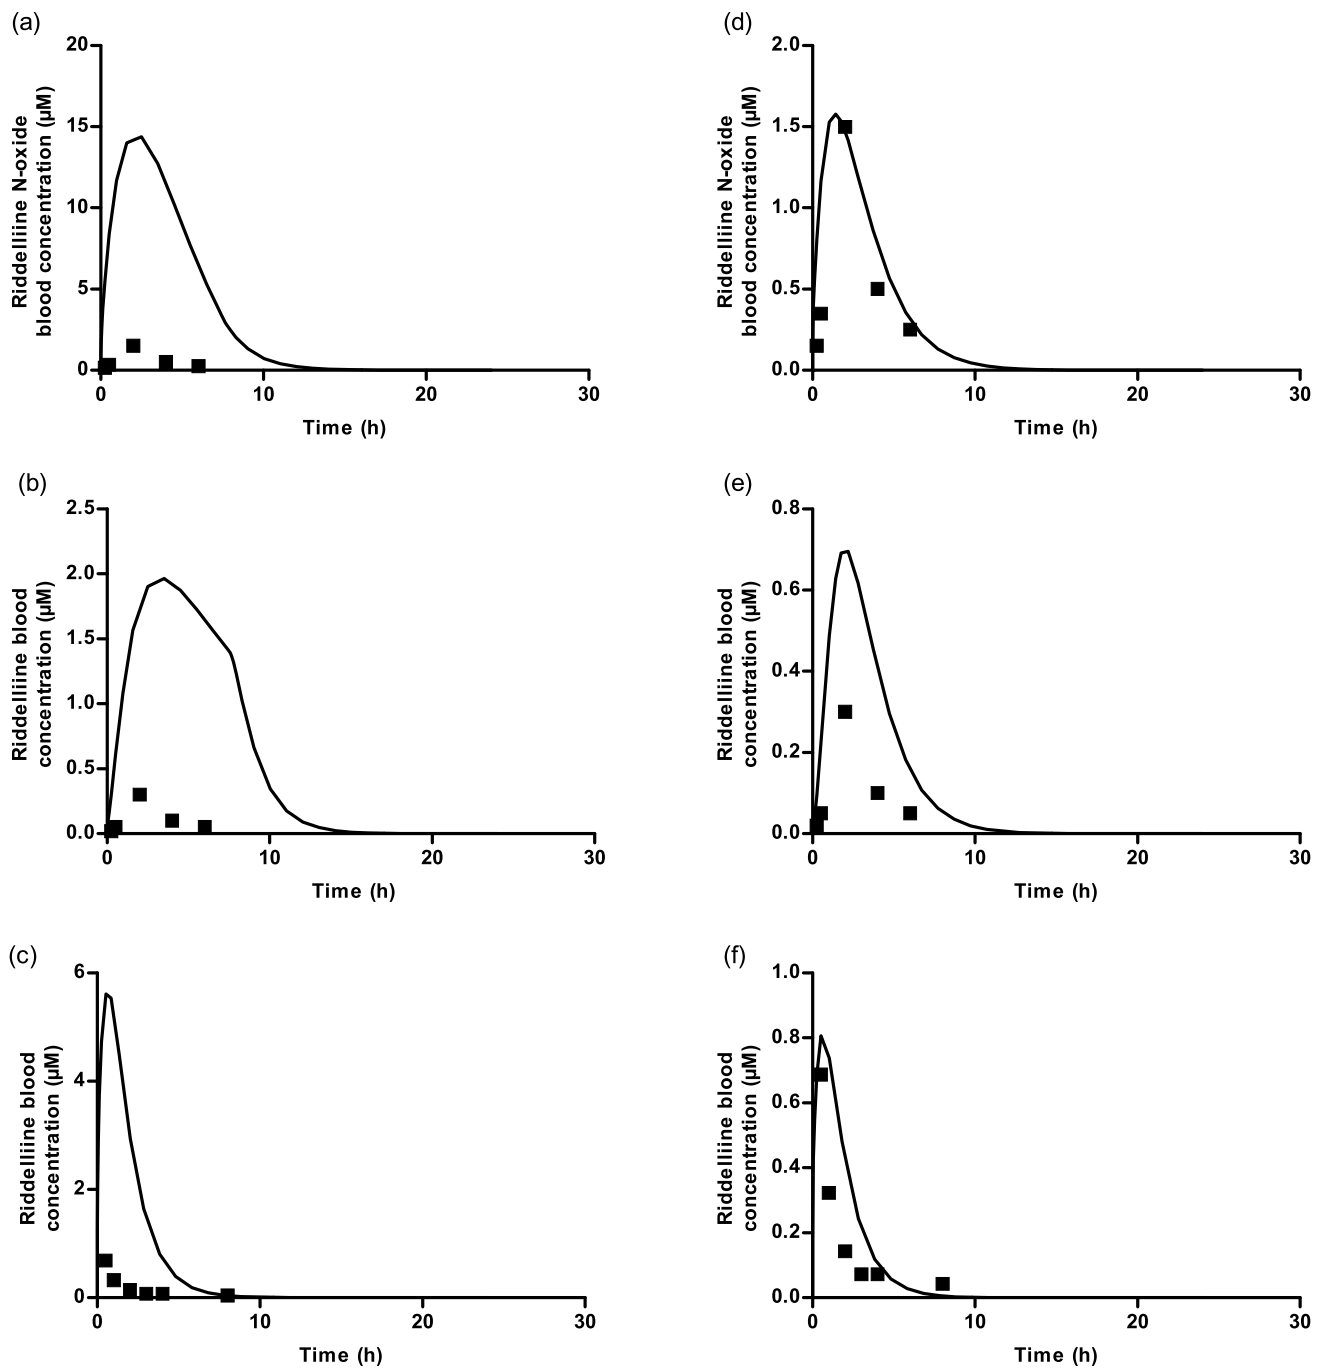 (a)
Riddelliine N-oxide
blood concentration (µM)
20
15
10
5
0
0 10 20 30
Time (h)
(d)
Riddelliine N-oxide
blood concentration (µM)
2.0
1.5
1.0
0.5
0.0
0 10 20 30
Time (h)
(b)
Riddelliine blood
concentration (µM)
2.5
2.0
1.5
1.0
0.5
0.0
0 10 20 30
Time (h)
(e)
Riddelliine blood
concentration (µM)
0.8
0.6
0.4
0.2
0.0
0 10 20 30
Time (h)
(c)
Riddelliine blood
concentration (µM)
6
4
2
0
0 10 20 30
Time (h)
(f)
Riddelliine blood
concentration (µM)
1.0
0.8
0.6
0.4
0.2
0.0
0 10 20 30
Time (h)